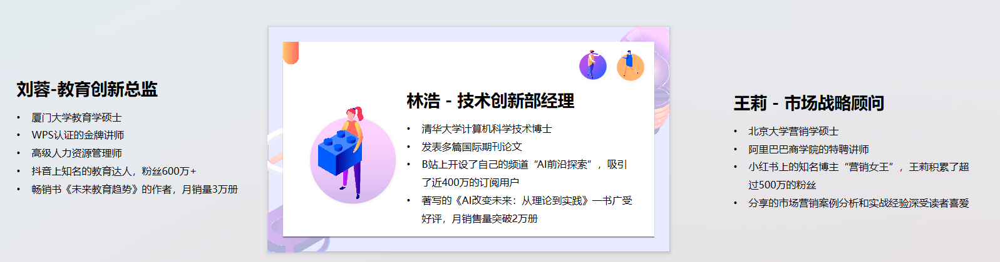 刘蓉-教育创新总监
• 厦门大学教育学硕士
• WPS认证的金牌讲师
• 高级人力资源管理师
• 抖音上知名的教育达人，粉丝600万+
• 畅销书《未来教育趋势》的作者，月销量3万册
林浩 - 技术创新部经理
• 清华大学计算机科学技术博士
• 发表多篇国际期刊论文
• B站上开设了自己的频道“AI前沿探索”，吸引
了近400万的订阅用户
• 著写的《AI改变未来：从理论到实践》一书广受
好评，月销售量突破2万册
王莉 - 市场战略顾问
• 北京大学营销学硕士
• 阿里巴巴商学院的特聘讲师
• 小红书上的知名博主“营销女王”，王莉积累了超
过500万的粉丝
• 分享的市场营销案例分析和实战经验深受读者喜爱